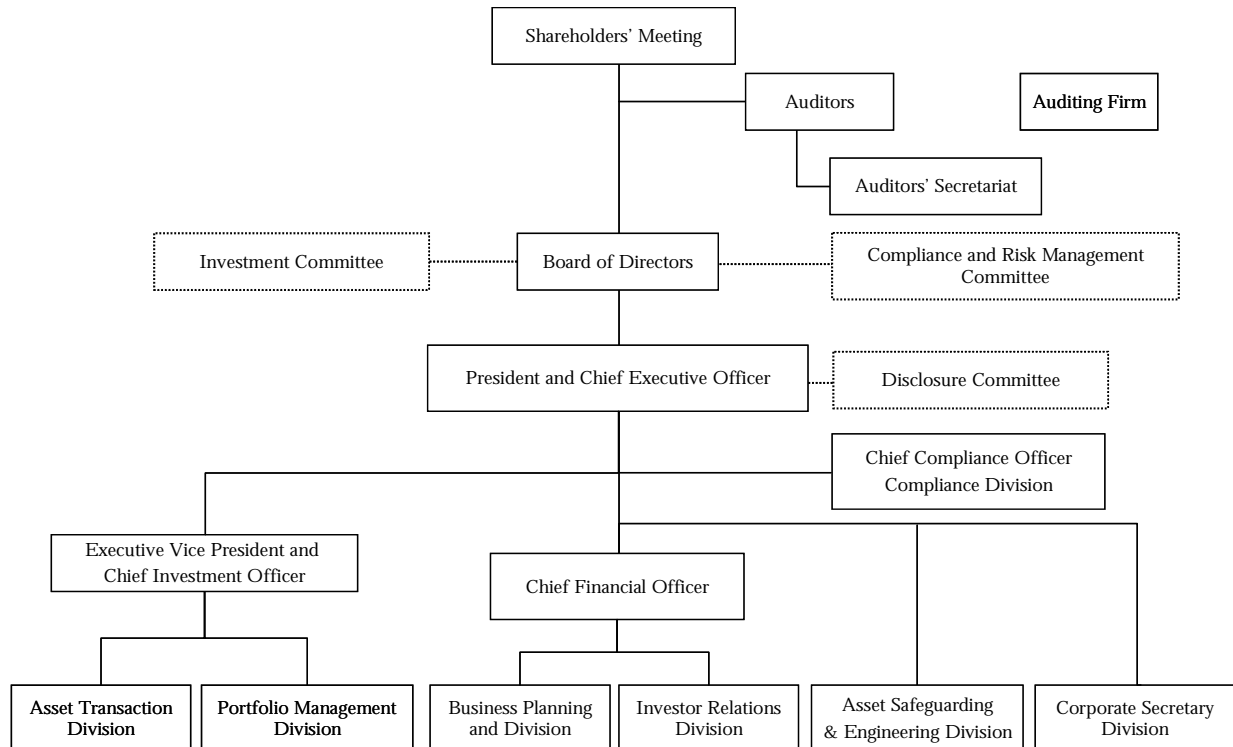 Shareholders’ Meeting
Auditors
Auditing Firm
Auditors’ Secretariat
Investment Committee
Board of Directors
Compliance and Risk Management
Committee
President and Chief Executive Officer
Disclosure Committee
Chief Compliance Officer
Compliance Division
Executive Vice President and
Chief Investment Officer
Chief Financial Officer
Asset Transaction
Division
Portfolio Management
Division
Business Planning
and Division
Investor Relations
Division
Asset Safeguarding
& Engineering Division
Corporate Secretary
Division